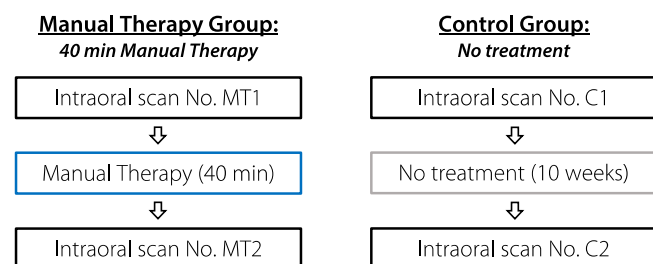 Manual Therapy Group:
40 min Manual Therapy
Intraoral scan No. MT1
Manual Therapy (40 min)
Intraoral scan No. MT2
Control Group:
No treatment
Intraoral scan No. C1
No treatment (10 weeks)
Intraoral scan No. C2